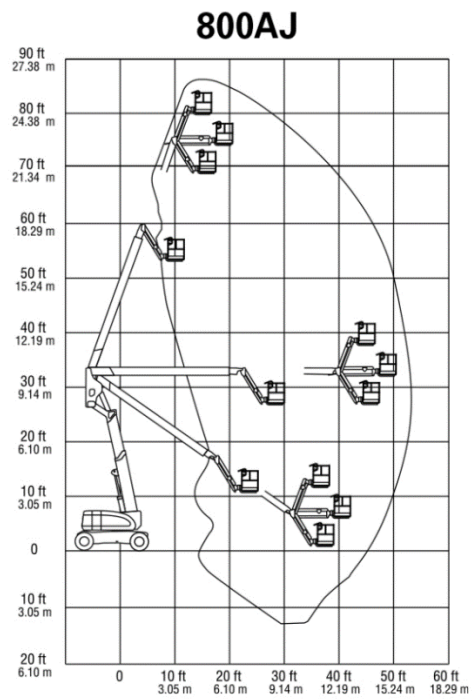 800AJ
90 ft
27.38 m
80 ft
24.38 m
70 ft
21.34 m
60 ft
18.29 m
50 ft
15.24 m
40 ft
12.19 m
30 ft
9.14 m
20 ft
6.10 m
10 ft
3.05 m
0
10 ft
3.05 m
20 ft
6.10 m
0 10 ft 20 ft 30 ft 40 ft 50 ft 60 ft
3.05 m 6.10 m 9.14 m 12.19 m 15.24 m 18.29 m